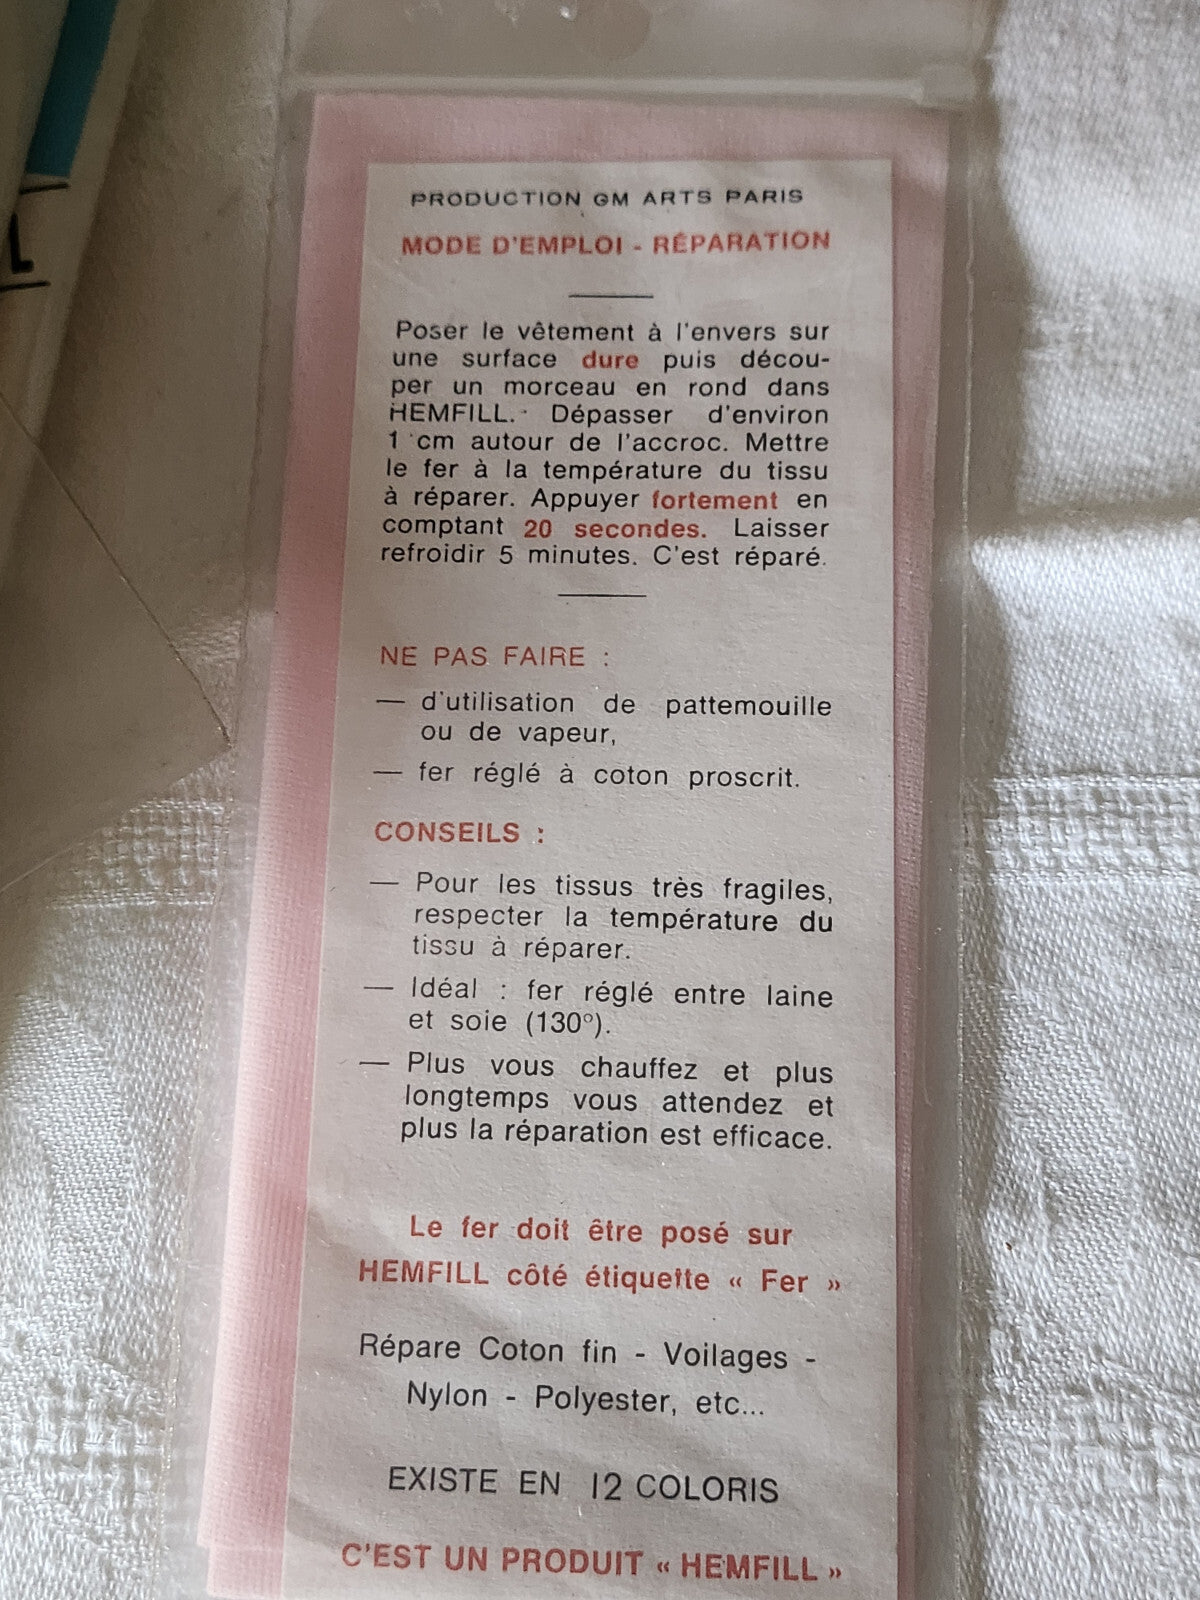 PRODUCTION GM ARTS PARIS
MODE D'EMPLOI - RÉPARATION
Poser le vêtement à l'envers sur
une surface dure puis décou-
per un morceau en rond dans
HEMFILL. Dépasser d'environ
1 cm autour de l'accroc. Mettre
le fer à la température du tissu
à réparer. Appuyer fortement en
comptant 20 secondes. Laisser
refroidir 5 minutes. C'est réparé.
NE PAS FAIRE :
— d'utilisation de pattemouille
ou de vapeur,
— fer réglé à coton proscrit.
CONSEILS :
— Pour les tissus très fragiles,
respecter la température du
tissu à réparer.
— Idéal : fer réglé entre laine
et soie (130°).
— Plus vous chauffez et plus
longtemps vous attendez et
plus la réparation est efficace.
Le fer doit être posé sur
HEMFILL côté étiquette « Fer »
Répare Coton fin - Voilages -
Nylon - Polyester, etc...
EXISTE EN 12 COLORIS
C'EST UN PRODUIT « HEMFILL »